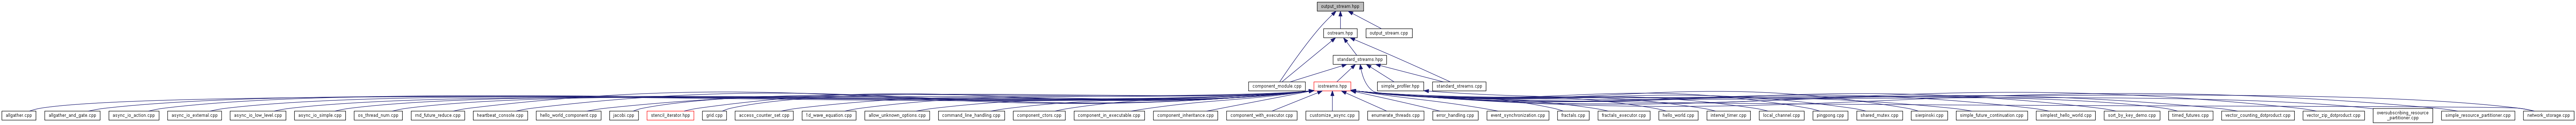 output_stream.hpp
ostream.hpp
output_stream.cpp
standard_streams.hpp
component_module.cpp
iostreams.hpp
simple_profiler.hpp
standard_streams.cpp
allgather.cpp
allgather_and_gate.cpp
async_io_action.cpp
async_io_external.cpp
async_io_low_level.cpp
async_io_simple.cpp
os_thread_num.cpp
rnd_future_reduce.cpp
heartbeat_console.cpp
hello_world_component.cpp
jacobi.cpp
stencil_iterator.hpp
grid.cpp
access_counter_set.cpp
1d_wave_equation.cpp
allow_unknown_options.cpp
command_line_handling.cpp
component_ctors.cpp
component_in_executable.cpp
component_inheritance.cpp
component_with_executor.cpp
customize_async.cpp
enumerate_threads.cpp
error_handling.cpp
event_synchronization.cpp
fractals.cpp
fractals_executor.cpp
hello_world.cpp
interval_timer.cpp
local_channel.cpp
pingpong.cpp
shared_mutex.cpp
sierpinski.cpp
simple_future_continuation.cpp
simplest_hello_world.cpp
sort_by_key_demo.cpp
timed_futures.cpp
vector_counting_dotproduct.cpp
vector_zip_dotproduct.cpp
oversubscribing_resource
_partitioner.cpp
simple_resource_partitioner.cpp
network_storage.cpp